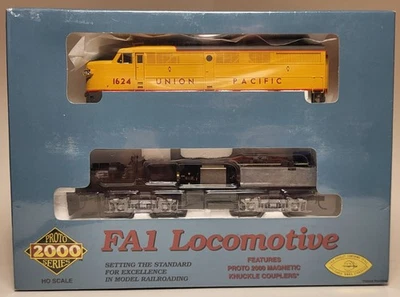 1624
UNION PACIFIC
PROTO
2000
SERIES
HO SCALE
FA1 Locomotive
SETTING THE STANDARD
FOR EXCELLENCE
IN MODEL RAILROADING
FEATURES
PROTO 2000 MAGNETIC
KNUCKLE COUPLERS